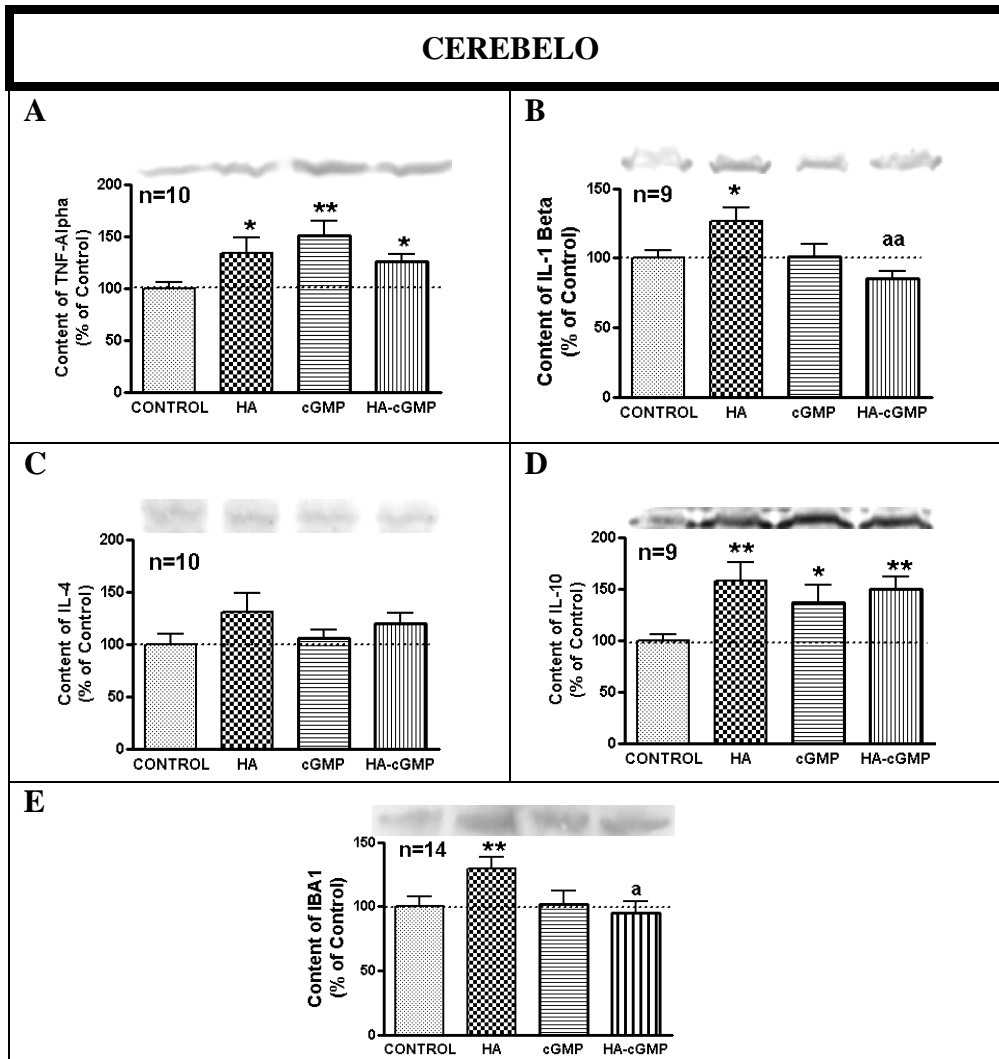 CEREBELO
A
n=10
Content of TNF-Alpha
(% of Control)
200
150
100
50
0
*
**
*
CONTROL HA cGMP HA-cGMP
B
n=9
Content of IL-1 Beta
(% of Control)
150
100
50
0
*
aa
CONTROL HA cGMP HA-cGMP
C
n=10
Content of IL-4
(% of Control)
200
150
100
50
0
CONTROL HA cGMP HA-cGMP
D
n=9
Content of IL-10
(% of Control)
200
150
100
50
0
**
*
**
CONTROL HA cGMP HA-cGMP
E
n=14
Content of IBA1
(% of Control)
150
100
50
0
**
a
CONTROL HA cGMP HA-cGMP